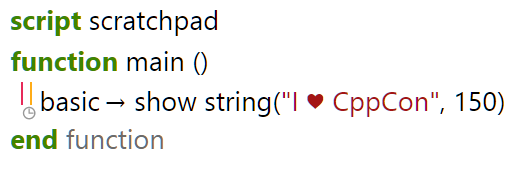 script scratchpad
function main ()
basic → show string("I ♥ CppCon", 150)
end function